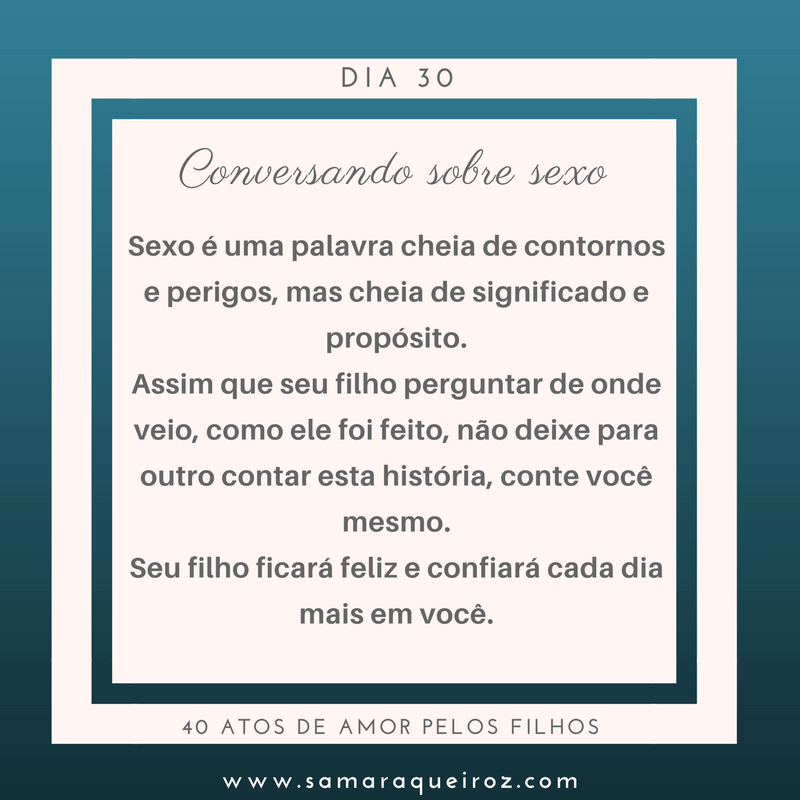 DIA 30
Conversando sobre sexo
Sexo é uma palavra cheia de contornos
e perigos, mas cheia de significado e
propósito.
Assim que seu filho perguntar de onde
veio, como ele foi feito, não deixe para
outro contar esta história, conte você
mesmo.
Seu filho ficará feliz e confiará cada dia
mais em você.
40 ATOS DE AMOR PELOS FILHOS
www.samaraqueiroz.com